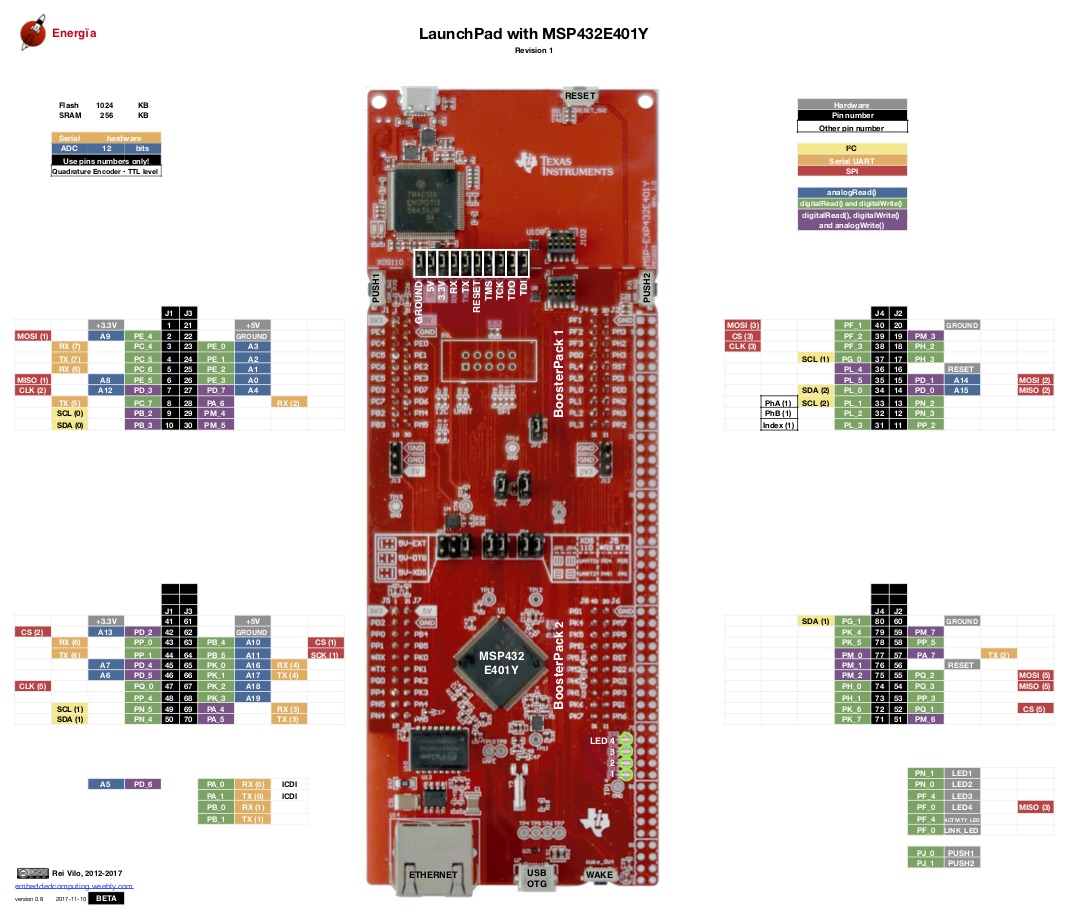 Energïa
LaunchPad with MSP432E401Y
Revision 1
Flash 1024 KB
SRAM 256 KB
Serial hardware
ADC 12 bits
Use pins numbers only!
Quadrature Encoder • TTL level
Hardware
Pin number
Other pin number
I²C
Serial UART
SPI
analogRead()
digitalRead() and digitalWrite()
digitalRead(), digitalWrite()
and analogWrite()
RESET
TEXAS
INSTRUMENTS
MSP-EXP432E401Y
U109
J102
XDS110
PUSH1
PUSH2
GROUND
5V
3.3V
RX
TX
RESET
TMS
TCK
TDO
TDI
J1 J3
+3.3V 1 21 +5V
MOSI (1) A9 PE_4 2 22 GROUND
RX (7) PC_4 3 23 PE_0 A3
TX (7) PC_5 4 24 PE_1 A2
RX (5) PC_6 5 25 PE_2 A1
MISO (1) A8 PE_5 6 26 PE_3 A0
CLK (2) A12 PD_3 7 27 PD_7 A4
TX (5) PC_7 8 28 PA_6 RX (2)
SCL (0) PB_2 9 29 PM_4
SDA (0) PB_3 10 30 PM_5
J4 J2
MOSI (3) PF_1 40 20 GROUND
CS (3) PF_2 39 19 PM_3
CLK (3) PF_3 38 18 PH_2
SCL (1) PG_0 37 17 PH_3
PL_4 36 16 RESET
PL_5 35 15 PD_1 A14 MOSI (2)
SDA (2) PL_0 34 14 PD_0 A15 MISO (2)
PhA (1) SCL (2) PL_1 33 13 PN_2
PhB (1) PL_2 32 12 PN_3
Index (1) PL_3 31 11 PP_2
BoosterPack 1
5V-EXT
5V-OTG
5V-XDS
J1 J3
+3.3V 41 61 +5V
CS (2) A13 PD_2 42 62 GROUND
RX (6) PP_0 43 63 PB_4 A10 CS (1)
TX (6) PP_1 44 64 PB_5 A11 SCK (1)
A7 PD_4 45 65 PK_0 A16 RX (4)
A6 PD_5 46 66 PK_1 A17 TX (4)
CLK (5) PQ_0 47 67 PK_2 A18
PP_4 48 68 PK_3 A19
SCL (1) PN_5 49 69 PA_4 RX (3)
SDA (1) PN_4 50 70 PA_5 TX (3)
J4 J2
SDA (1) PG_1 80 60 GROUND
PK_4 79 59 PM_7
PK_5 78 58 PP_5
PM_0 77 57 PA_7 TX (2)
PM_1 76 56 RESET
PM_2 75 55 PQ_2 MOSI (5)
PH_0 74 54 PQ_3 MISO (5)
PH_1 73 53 PP_3
PK_6 72 52 PQ_1 CS (5)
PK_7 71 51 PM_6
MSP432
E401Y
BoosterPack 2
LED 4
3
2
1
A5 PD_6
PA_0 RX (0) ICDI
PA_1 TX (0) ICDI
PB_0 RX (1)
PB_1 TX (1)
PN_1 LED1
PN_0 LED2
PF_4 LED3
PF_0 LED4 MISO (3)
PF_4 ACTIVITY_LED
PF_0 LINK_LED
PJ_0 PUSH1
PJ_1 PUSH2
ETHERNET
USB
OTG
WAKE
Rei Vilo, 2012-2017
embeddedcomputing.weebly.com
version 0.8 2017-11-10 BETA